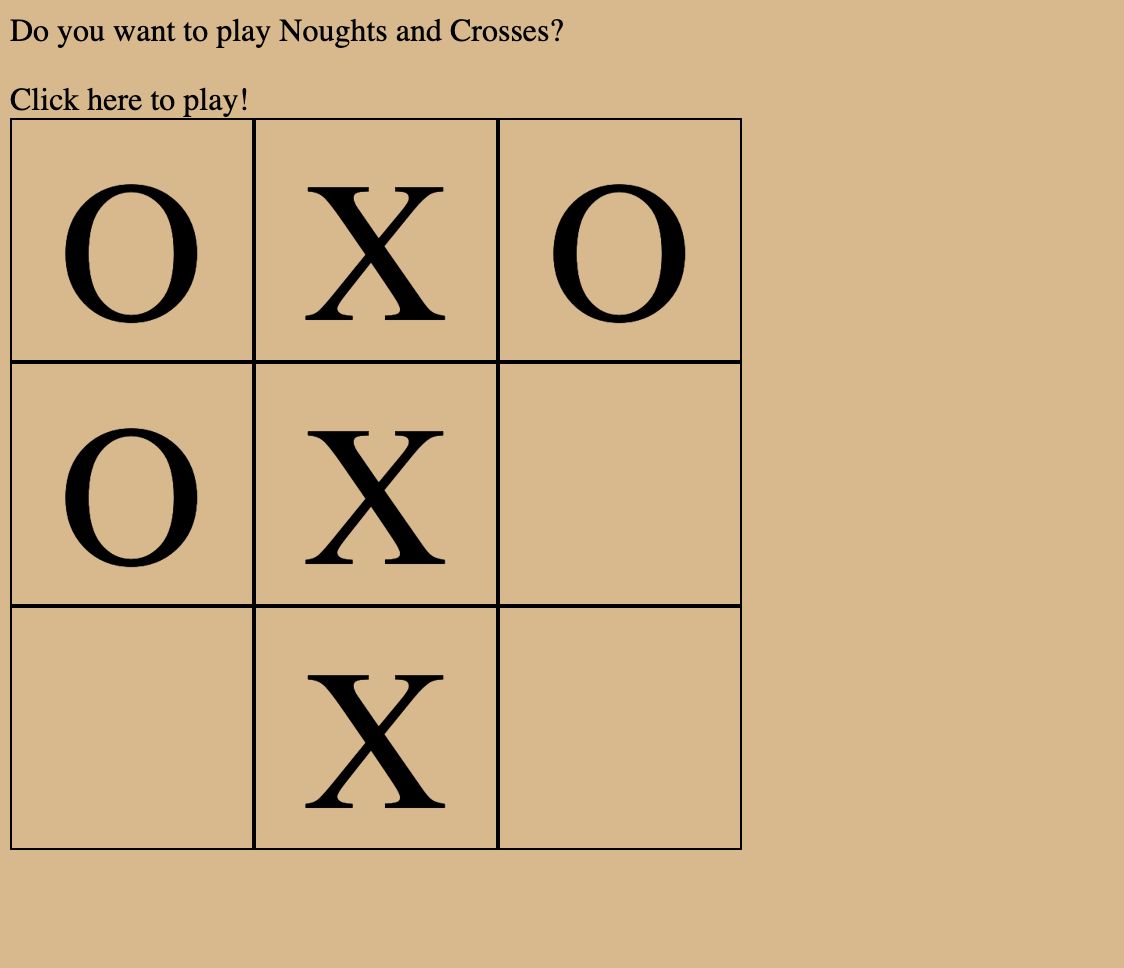 Do you want to play Noughts and Crosses?
Click here to play!
O X O
O X
X